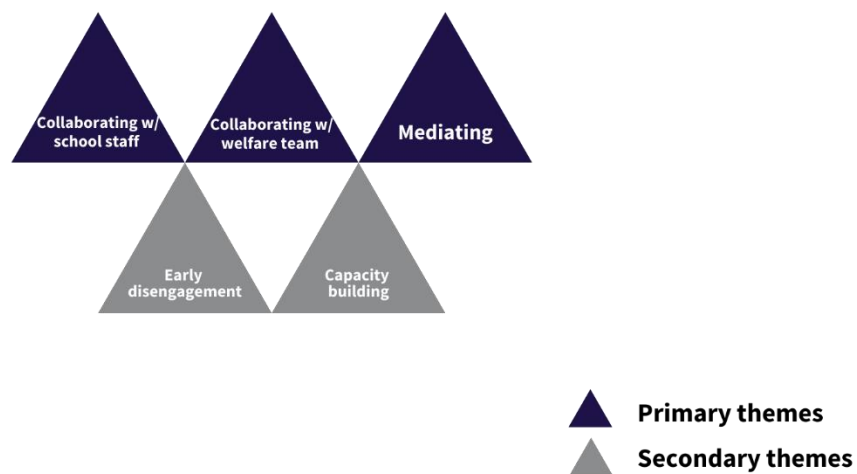 Collaborating w/
school staff
Collaborating w/
welfare team
Mediating
Early
disengagement
Capacity
building
Primary themes
Secondary themes